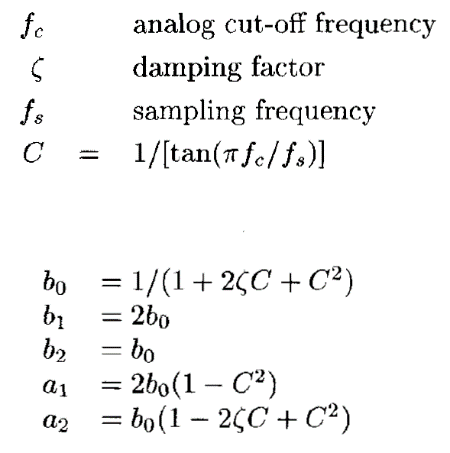 f_c analog cut-off frequency
ζ damping factor
f_s sampling frequency
C = 1/[tan(πf_c/f_s)]
b_0 = 1/(1 + 2ζC + C^2)
b_1 = 2b_0
b_2 = b_0
a_1 = 2b_0(1 − C^2)
a_2 = b_0(1 − 2ζC + C^2)